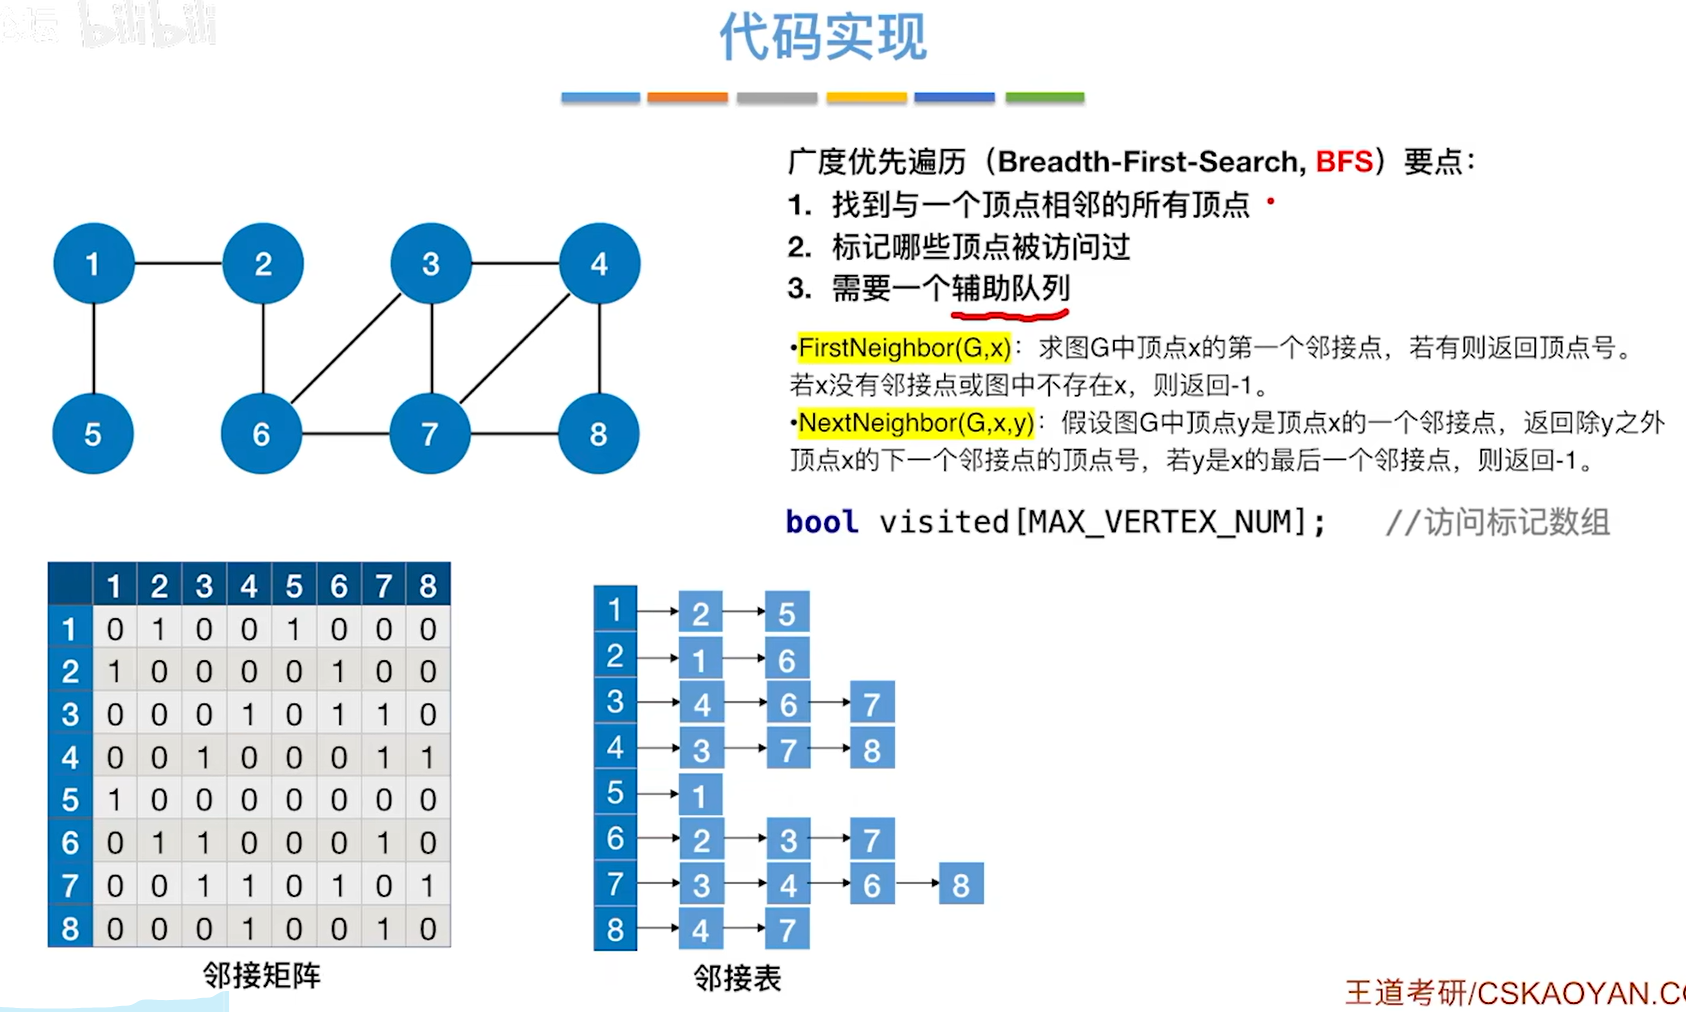 bilibili
代码实现
广度优先遍历（Breadth-First-Search, BFS）要点：
1. 找到与一个顶点相邻的所有顶点
2. 标记哪些顶点被访问过
3. 需要一个辅助队列
•FirstNeighbor(G,x)：求图G中顶点x的第一个邻接点，若有则返回顶点号。
若x没有邻接点或图中不存在x，则返回-1。
•NextNeighbor(G,x,y)：假设图G中顶点y是顶点x的一个邻接点，返回除y之外
顶点x的下一个邻接点的顶点号，若y是x的最后一个邻接点，则返回-1。
bool visited[MAX_VERTEX_NUM]; //访问标记数组
1 2 3 4
5 6 7 8
1 2 3 4 5 6 7 8
1 0 1 0 0 1 0 0 0
2 1 0 0 0 0 1 0 0
3 0 0 0 1 0 1 1 0
4 0 0 1 0 0 0 1 1
5 1 0 0 0 0 0 0 0
6 0 1 1 0 0 0 1 0
7 0 0 1 1 0 1 0 1
8 0 0 0 1 0 0 1 0
邻接矩阵
1 2 5
2 1 6
3 4 6 7
4 3 7 8
5 1
6 2 3 7
7 3 4 6 8
8 4 7
邻接表
王道考研/CSKAOYAN.CO